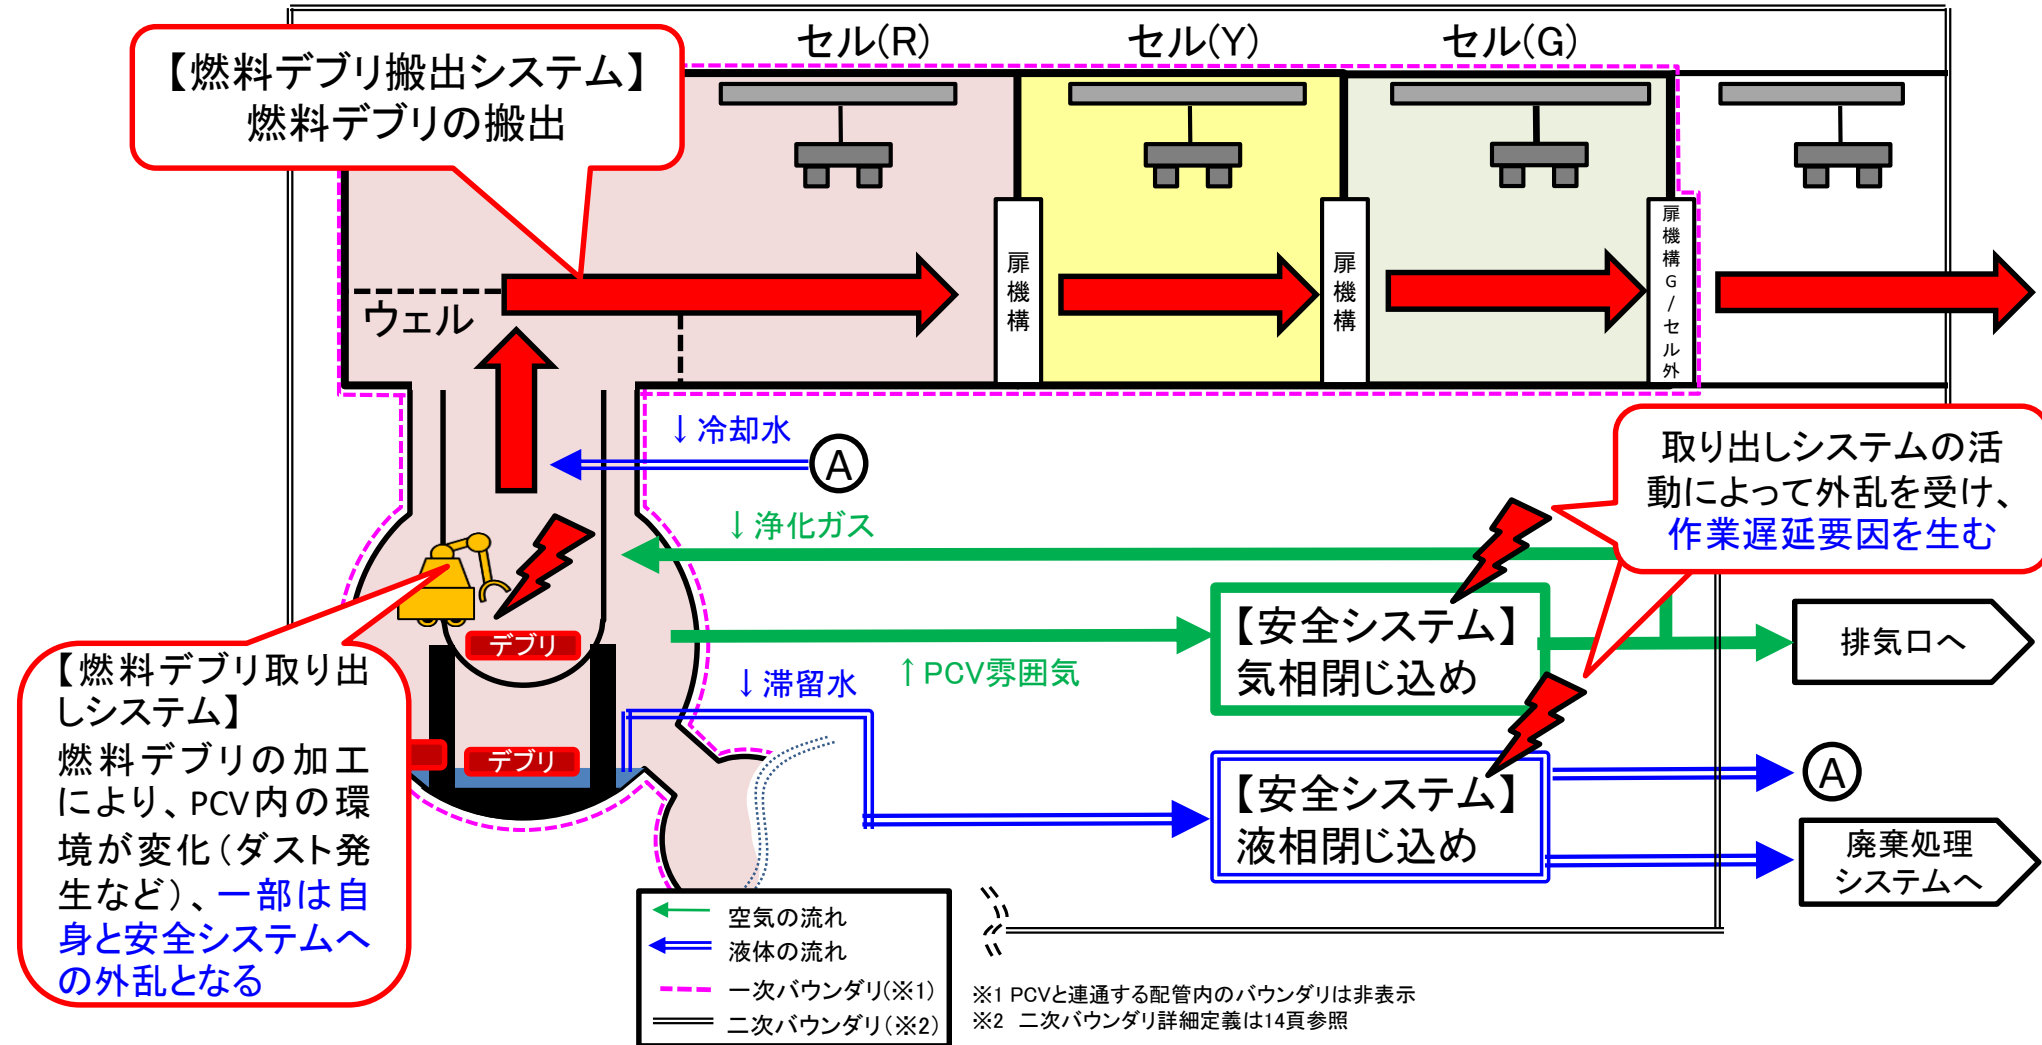 セル(R)
セル(Y)
セル(G)
【燃料デブリ搬出システム】
燃料デブリの搬出
ウェル
扉機構
扉機構
扉機構G/セル外
↓冷却水
A
↓浄化ガス
取り出しシステムの活
動によって外乱を受け、
作業遅延要因を生む
デブリ
【安全システム】
気相閉じ込め
排気口へ
↑PCV雰囲気
↓滞留水
【燃料デブリ取り出
しシステム】
燃料デブリの加工
により、PCV内の環
境が変化(ダスト発
生など)、一部は自
身と安全システムへ
の外乱となる
デブリ
【安全システム】
液相閉じ込め
A
廃棄処理
システムへ
空気の流れ
液体の流れ
一次バウンダリ(※1)
二次バウンダリ(※2)
※1 PCVと連通する配管内のバウンダリは非表示
※2 二次バウンダリ詳細定義は14頁参照